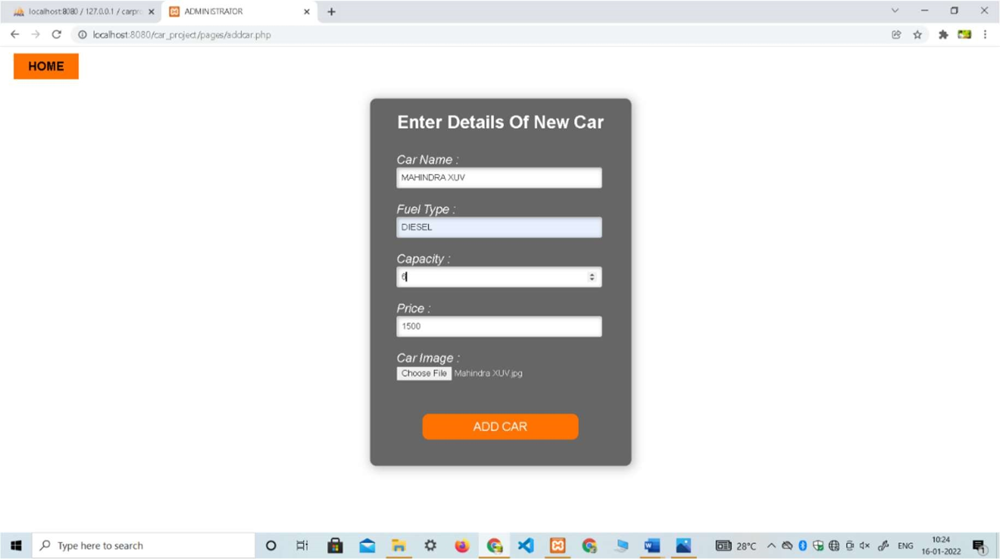 localhost:8080 / 127.0.0.1 / carpro
ADMINISTRATOR
localhost:8080/car_project/pages/addcar.php
HOME
Enter Details Of New Car
Car Name :
MAHINDRA XUV
Fuel Type :
DIESEL
Capacity :
6
Price :
1500
Car Image :
Choose File Mahindra XUV.jpg
ADD CAR
Type here to search
28°C
ENG
10:24
16-01-2022
1